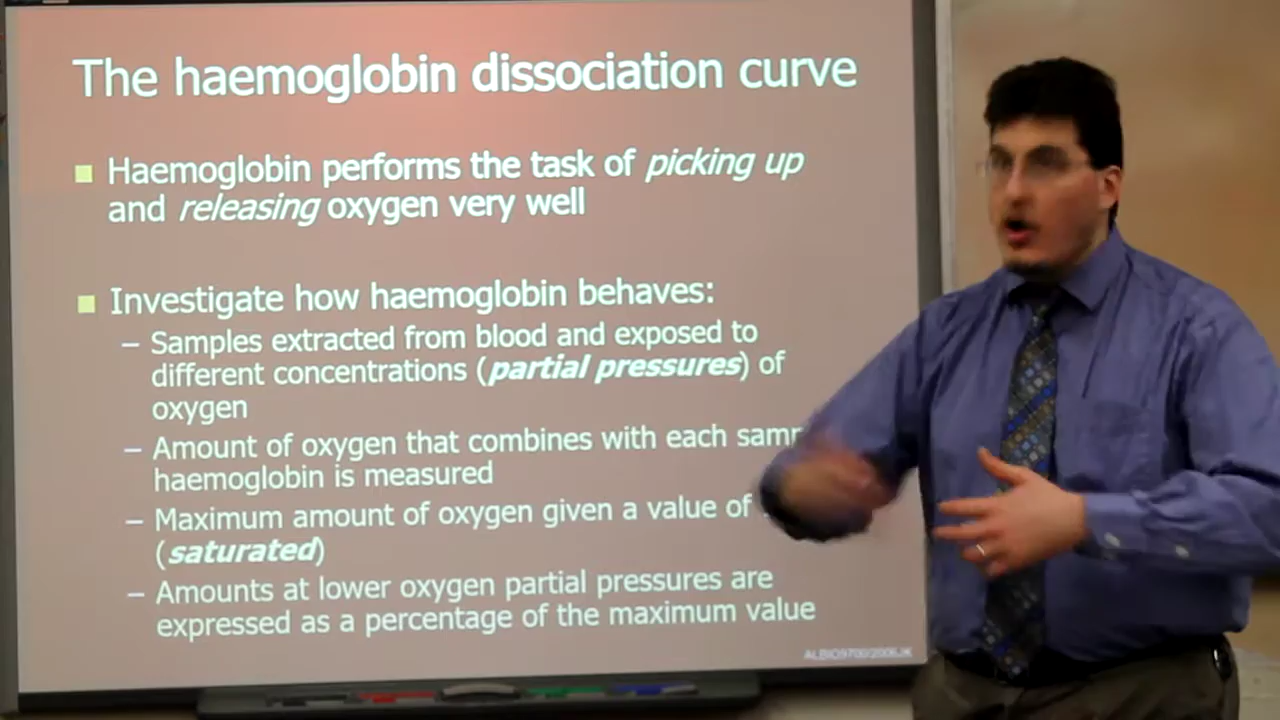 The haemoglobin dissociation curve
Haemoglobin performs the task of picking up
and releasing oxygen very well
Investigate how haemoglobin behaves:
– Samples extracted from blood and exposed to
different concentrations (partial pressures) of
oxygen
– Amount of oxygen that combines with each
haemoglobin is measured
– Maximum amount of oxygen given a value of
(saturated)
– Amounts at lower oxygen partial pressures are
expressed as a percentage of the maximum value